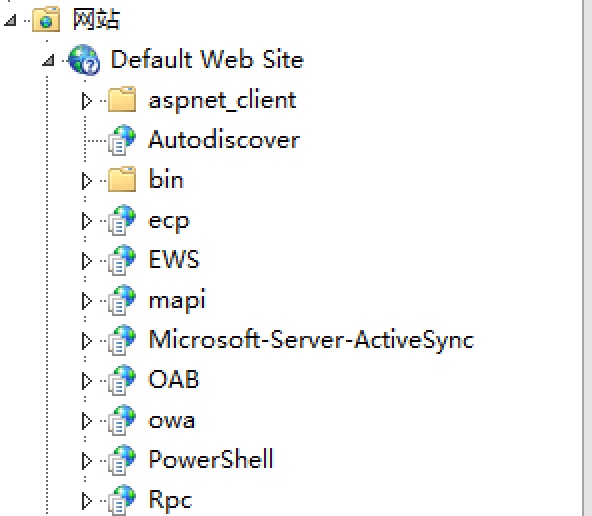 网站
Default Web Site
aspnet_client
Autodiscover
bin
ecp
EWS
mapi
Microsoft-Server-ActiveSync
OAB
owa
PowerShell
Rpc